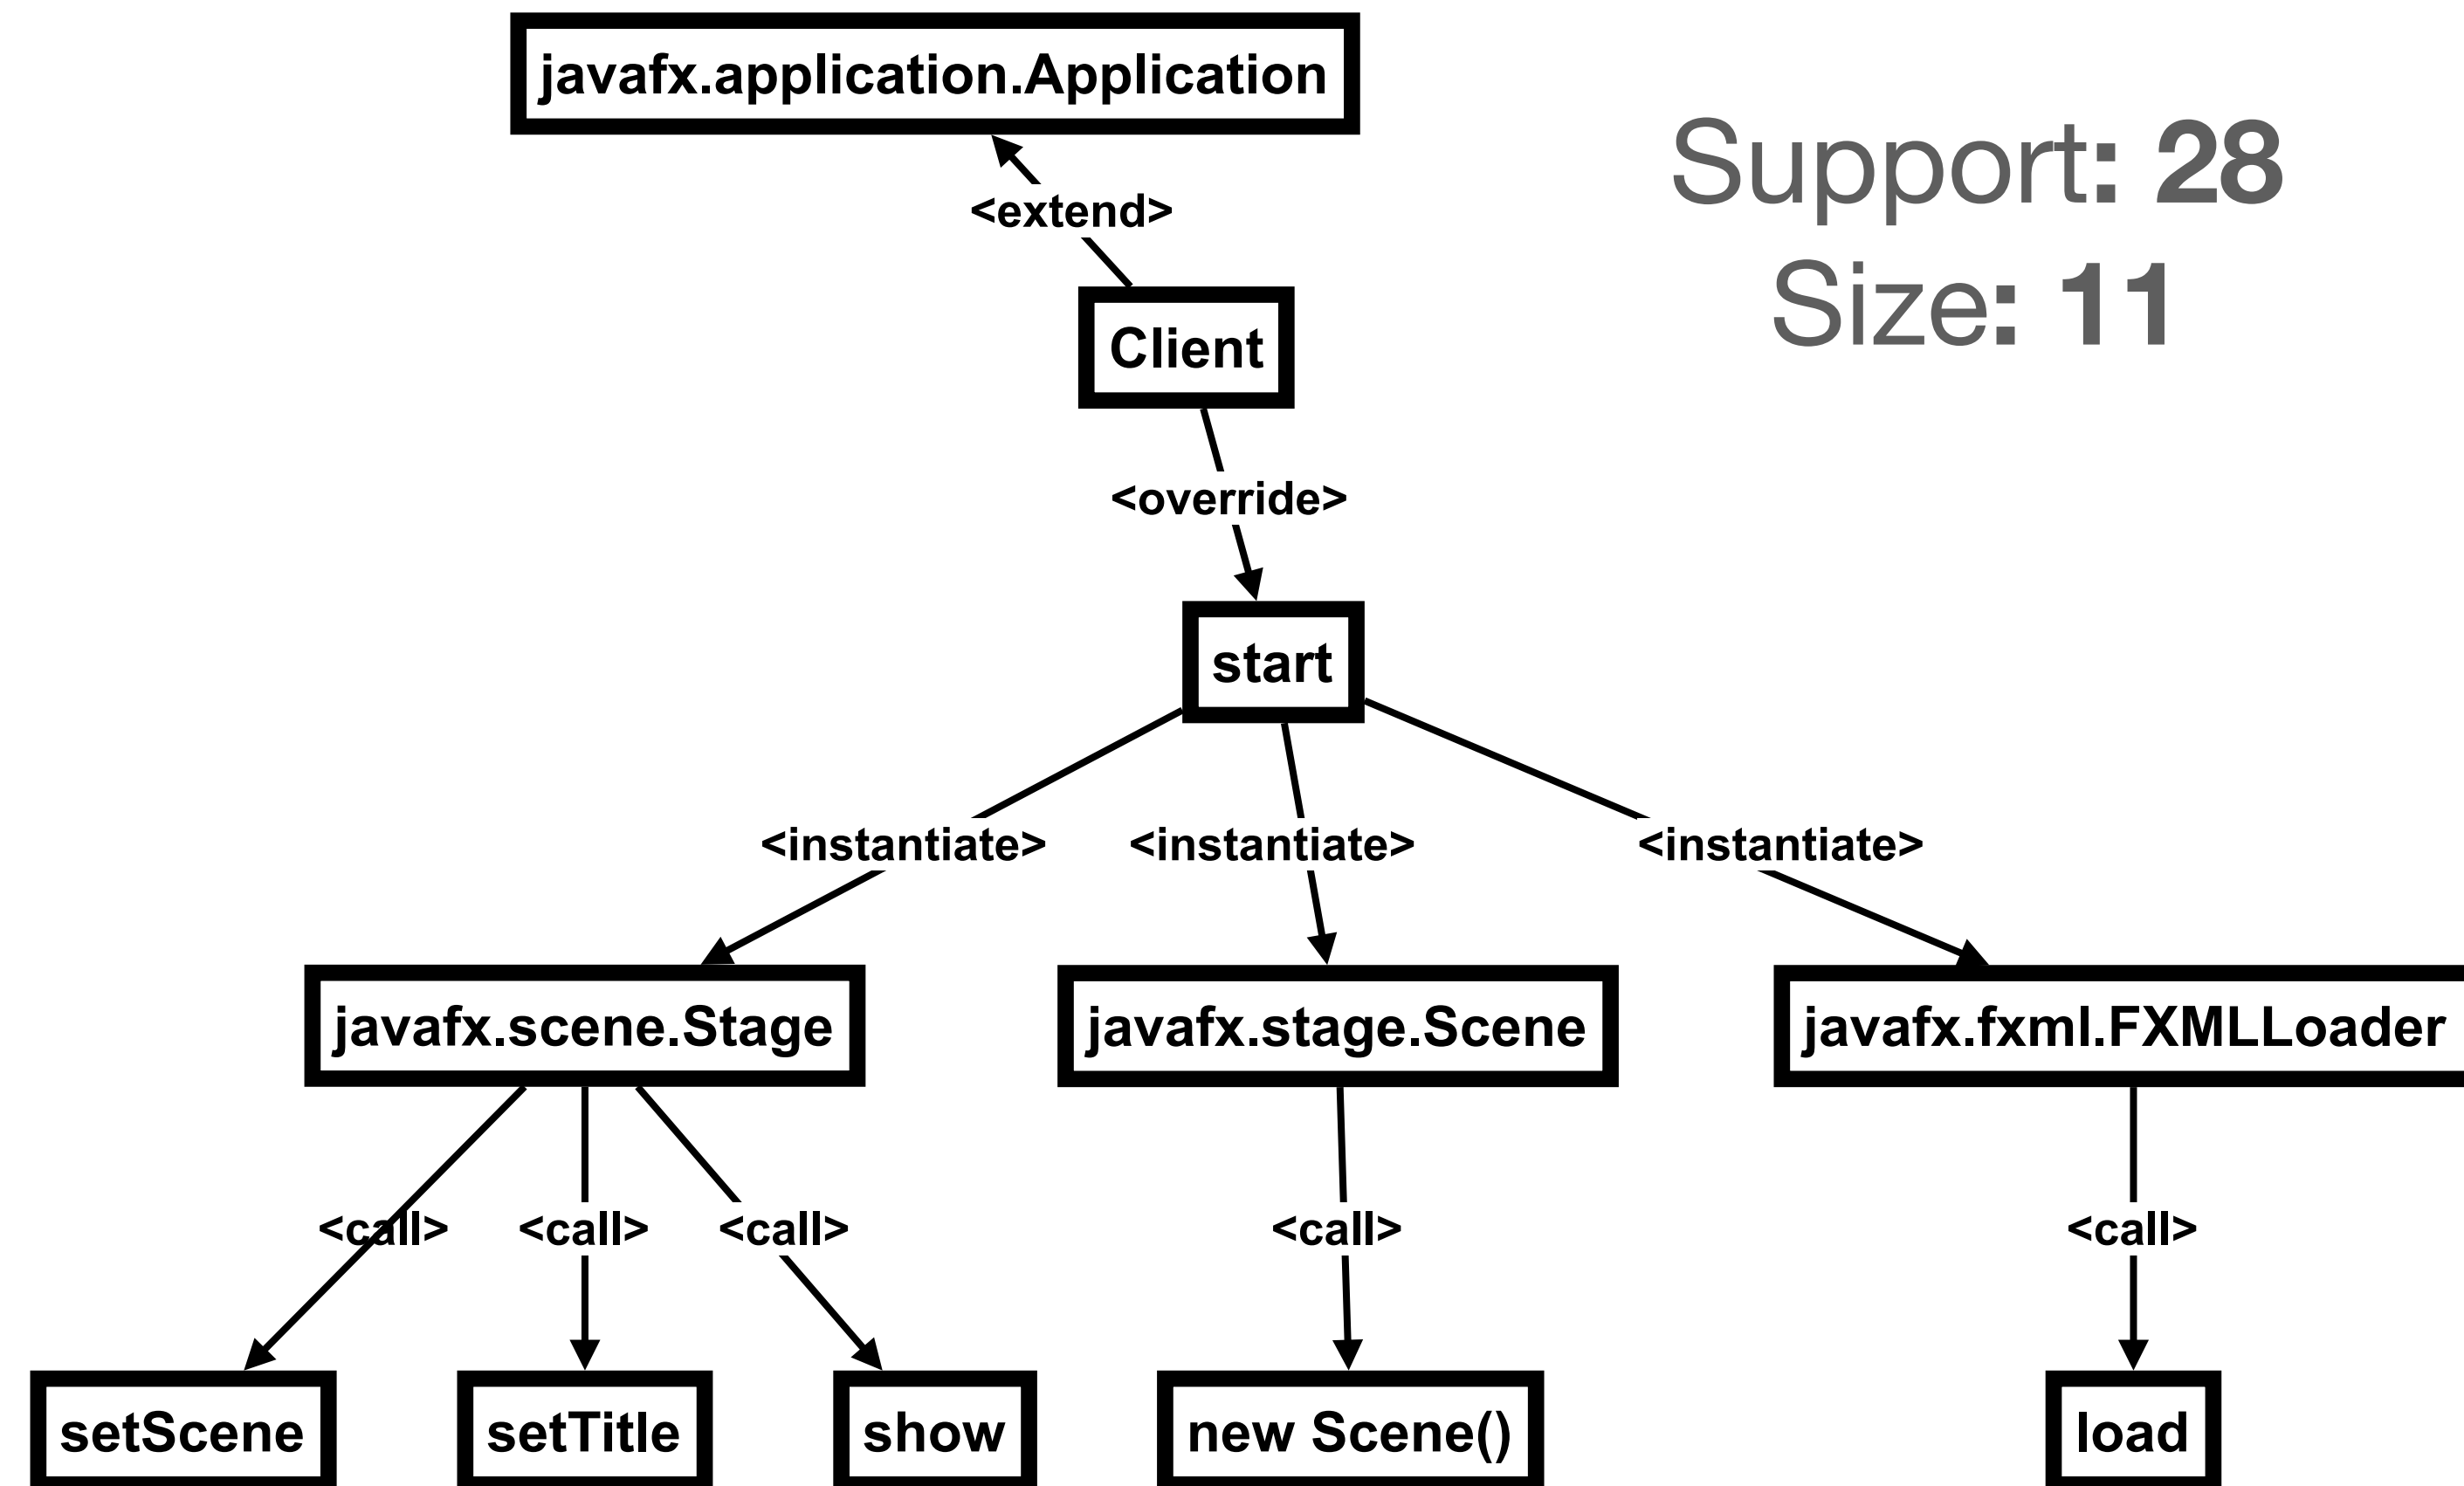 javafx.application.Application
Support: 28
Size: 11
<extend>
Client
<override>
start
<instantiate> <instantiate> <instantiate>
javafx.scene.Stage javafx.stage.Scene javafx.fxml.FXMLLoader
<call> <call> <call> <call> <call>
setScene setTitle show new Scene() load